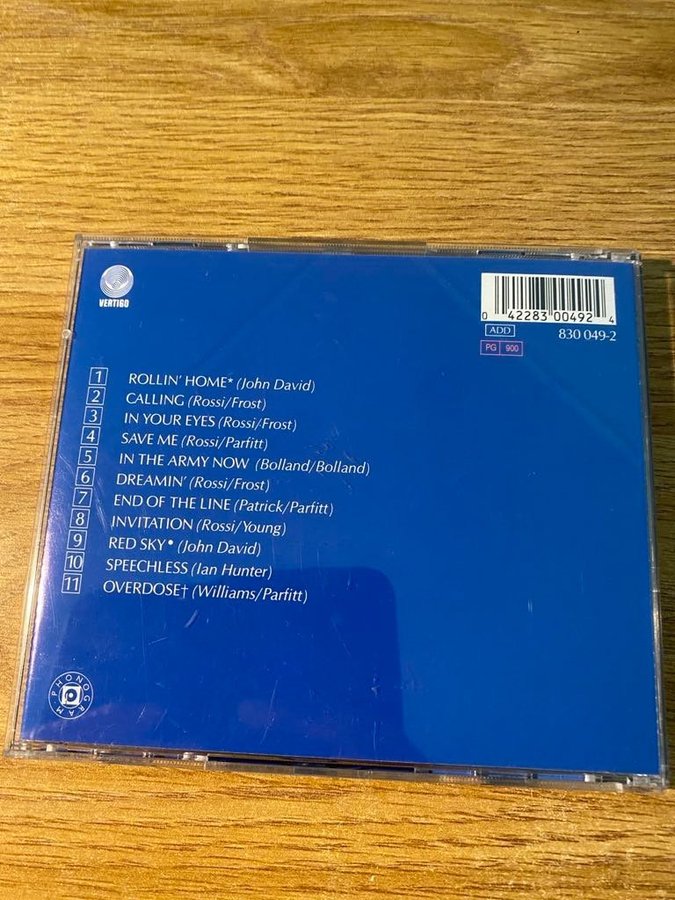 VERTIGO
0 42283 00492 4
ADD
830 049-2
PG 900
1 ROLLIN' HOME* (John David)
2 CALLING (Rossi/Frost)
3 IN YOUR EYES (Rossi/Frost)
4 SAVE ME (Rossi/Parfitt)
5 IN THE ARMY NOW (Bolland/Bolland)
6 DREAMIN' (Rossi/Frost)
7 END OF THE LINE (Patrick/Parfitt)
8 INVITATION (Rossi/Young)
9 RED SKY• (John David)
10 SPEECHLESS (Ian Hunter)
11 OVERDOSE† (Williams/Parfitt)
PHONOGRAM